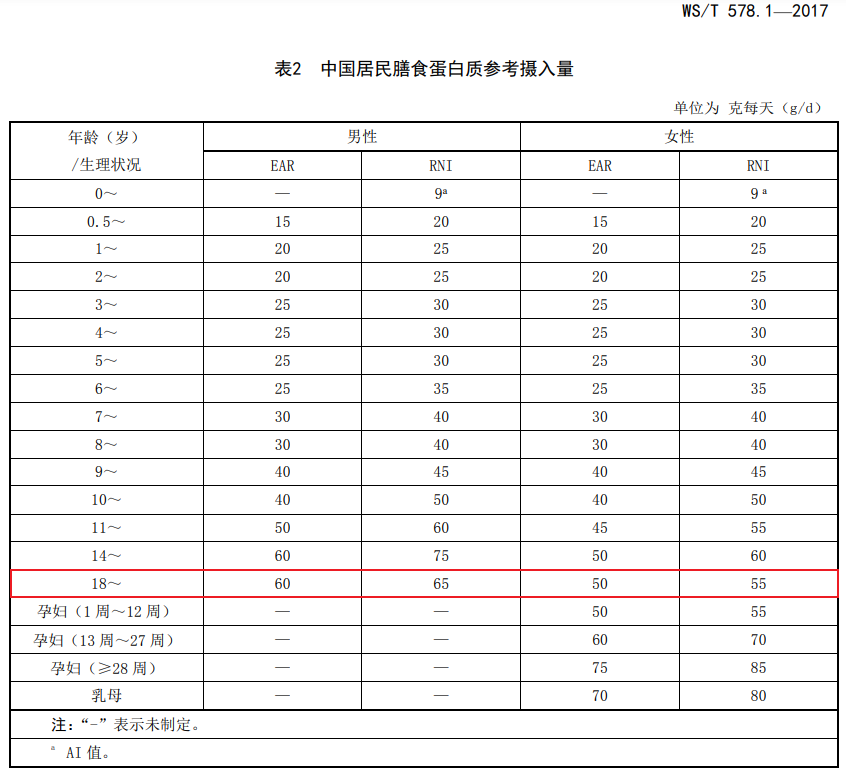 WS/T 578.1—2017
表2 中国居民膳食蛋白质参考摄入量
单位为 克每天（g/d）
年龄（岁）/生理状况 男性 女性
EAR RNI EAR RNI
0～ — 9ª — 9ª
0.5～ 15 20 15 20
1～ 20 25 20 25
2～ 20 25 20 25
3～ 25 30 25 30
4～ 25 30 25 30
5～ 25 30 25 30
6～ 25 35 25 35
7～ 30 40 30 40
8～ 30 40 30 40
9～ 40 45 40 45
10～ 40 50 40 50
11～ 50 60 45 55
14～ 60 75 50 60
18～ 60 65 50 55
孕妇（1周～12周） — — 50 55
孕妇（13周～27周） — — 60 70
孕妇（≥28周） — — 75 85
乳母 — — 70 80
注：“-”表示未制定。
ª AI值。